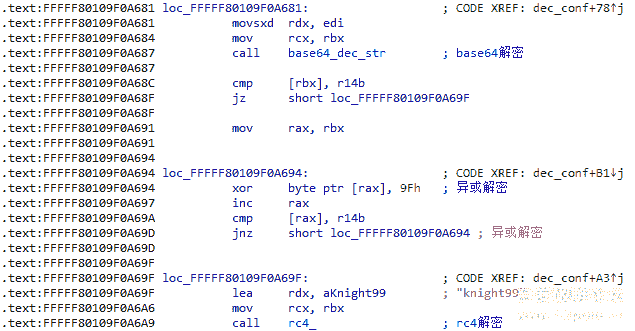 .text:FFFFF80109F0A681 loc_FFFFF80109F0A681: ; CODE XREF: dec_conf+78↑j
.text:FFFFF80109F0A681 movsxd rdx, edi
.text:FFFFF80109F0A684 mov rcx, rbx
.text:FFFFF80109F0A687 call base64_dec_str ; base64解密
.text:FFFFF80109F0A687
.text:FFFFF80109F0A68C cmp [rbx], r14b
.text:FFFFF80109F0A68F jz short loc_FFFFF80109F0A69F
.text:FFFFF80109F0A68F
.text:FFFFF80109F0A691 mov rax, rbx
.text:FFFFF80109F0A691
.text:FFFFF80109F0A694
.text:FFFFF80109F0A694 loc_FFFFF80109F0A694: ; CODE XREF: dec_conf+B1↓j
.text:FFFFF80109F0A694 xor byte ptr [rax], 9Fh ; 异或解密
.text:FFFFF80109F0A697 inc rax
.text:FFFFF80109F0A69A cmp [rax], r14b
.text:FFFFF80109F0A69D jnz short loc_FFFFF80109F0A694 ; 异或解密
.text:FFFFF80109F0A69D
.text:FFFFF80109F0A69F
.text:FFFFF80109F0A69F loc_FFFFF80109F0A69F: ; CODE XREF: dec_conf+A3↑j
.text:FFFFF80109F0A69F lea rdx, aKnight99 ; "knight99
.text:FFFFF80109F0A6A6 mov rcx, rbx
.text:FFFFF80109F0A6A9 call rc4_ ; rc4解密